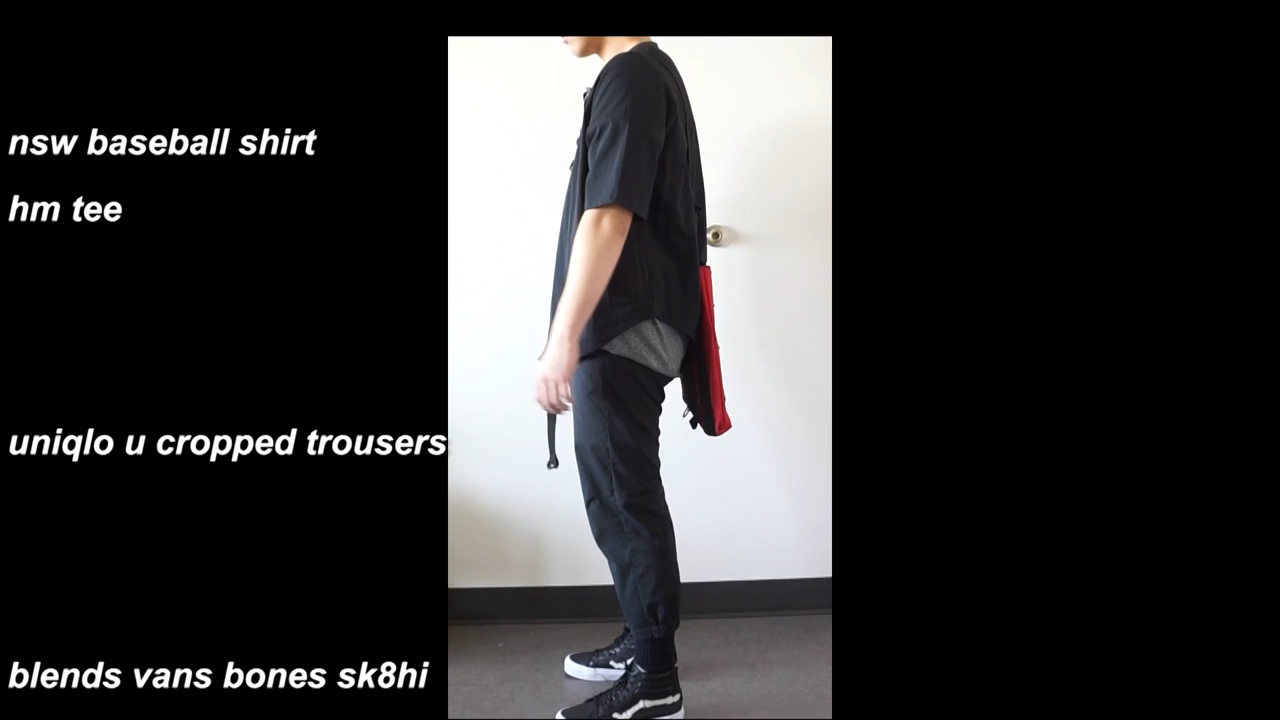 nsw baseball shirt
hm tee
uniqlo u cropped trousers
blends vans bones sk8hi